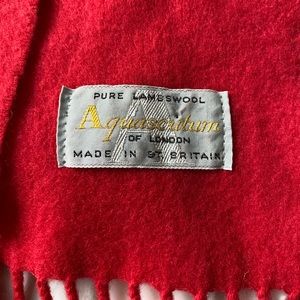 PURE LAMBSWOOL
Aquascutum
OF LONDON
MADE IN GT BRITAIN